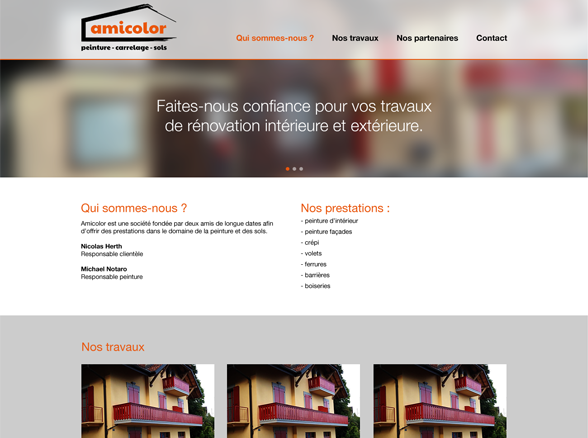 amicolor
peinture - carrelage - sols
Qui sommes-nous ? Nos travaux Nos partenaires Contact
Faites-nous confiance pour vos travaux
de rénovation intérieure et extérieure.
Qui sommes-nous ?
Amicolor est une société fondée par deux amis de longue dates afin
d'offrir des prestations dans le domaine de la peinture et des sols.
Nicolas Herth
Responsable clientèle
Michael Notaro
Responsable peinture
Nos prestations :
- peinture d'intérieur
- peinture façades
- crépi
- volets
- ferrures
- barrières
- boiseries
Nos travaux